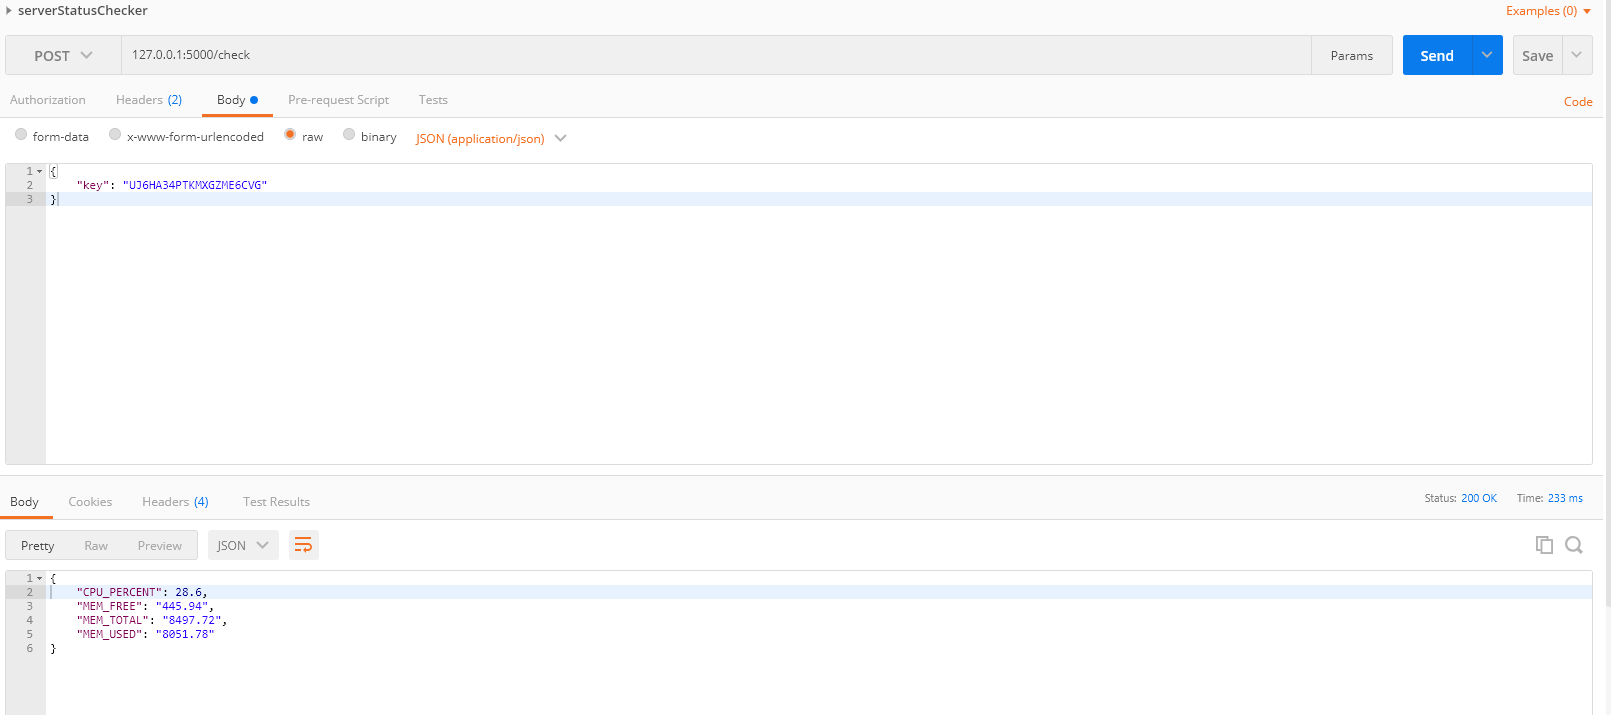 serverStatusChecker Examples (0)
POST 127.0.0.1:5000/check Params Send Save
Authorization Headers (2) Body Pre-request Script Tests Code
form-data x-www-form-urlencoded raw binary JSON (application/json)
1 {
2 "key": "UJ6HA34PTKMXGZME6CVG"
3 }
Body Cookies Headers (4) Test Results Status: 200 OK Time: 233 ms
Pretty Raw Preview JSON
1 {
2 "CPU_PERCENT": 28.6,
3 "MEM_FREE": "445.94",
4 "MEM_TOTAL": "8497.72",
5 "MEM_USED": "8051.78"
6 }